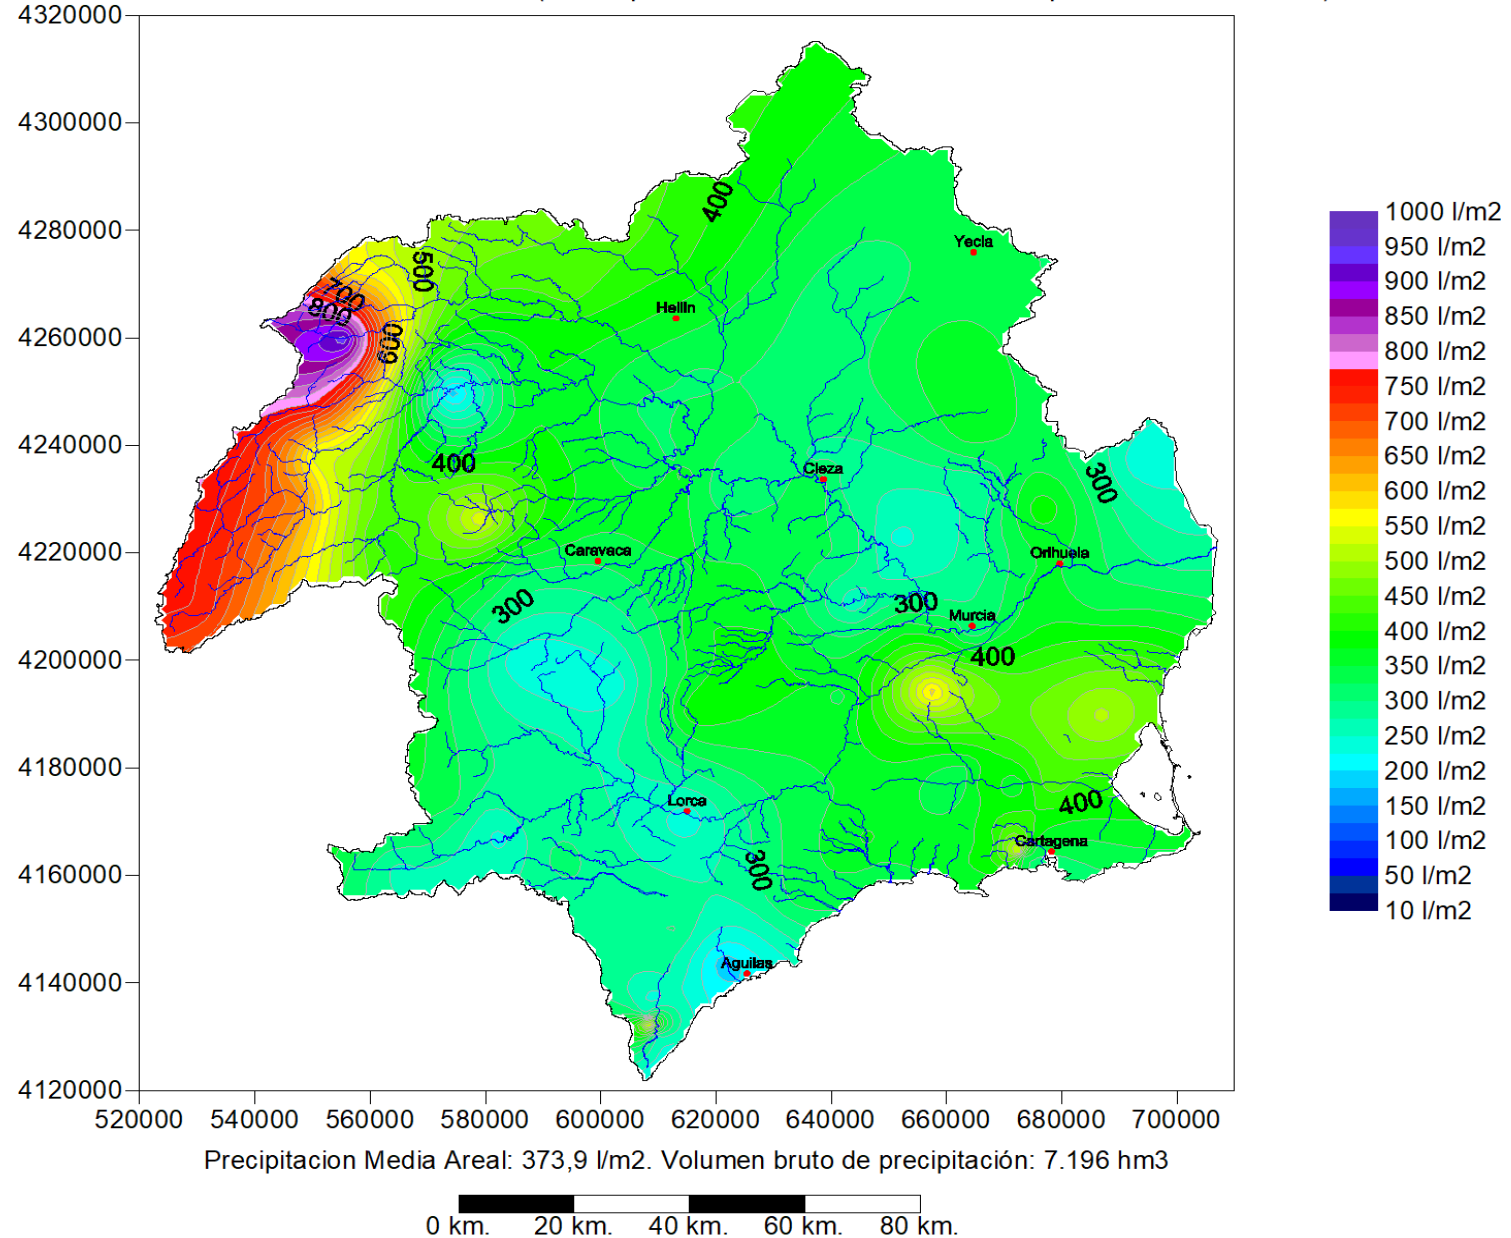 4320000
4300000
4280000
4260000
4240000
4220000
4200000
4180000
4160000
4140000
4120000
520000 540000 560000 580000 600000 620000 640000 660000 680000 700000
400
500
700
800
600
Yecla
Hellin
400
300
Cieza
Caravaca
Orihuela
300
300
Murcia
400
Lorca
400
Cartagena
300
Aguilas
1000 l/m2
950 l/m2
900 l/m2
850 l/m2
800 l/m2
750 l/m2
700 l/m2
650 l/m2
600 l/m2
550 l/m2
500 l/m2
450 l/m2
400 l/m2
350 l/m2
300 l/m2
250 l/m2
200 l/m2
150 l/m2
100 l/m2
50 l/m2
10 l/m2
Precipitacion Media Areal: 373,9 l/m2. Volumen bruto de precipitación: 7.196 hm3
0 km. 20 km. 40 km. 60 km. 80 km.